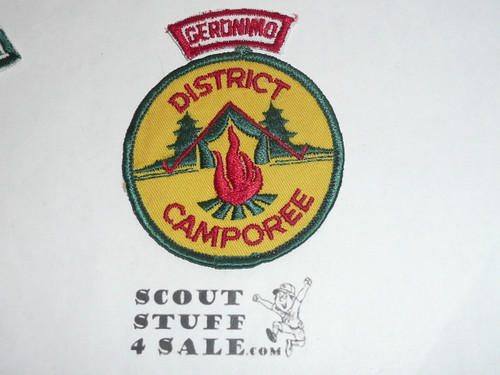 GERONIMO
DISTRICT
CAMPOREE
SCOUT
STUFF
4 SALE.COM